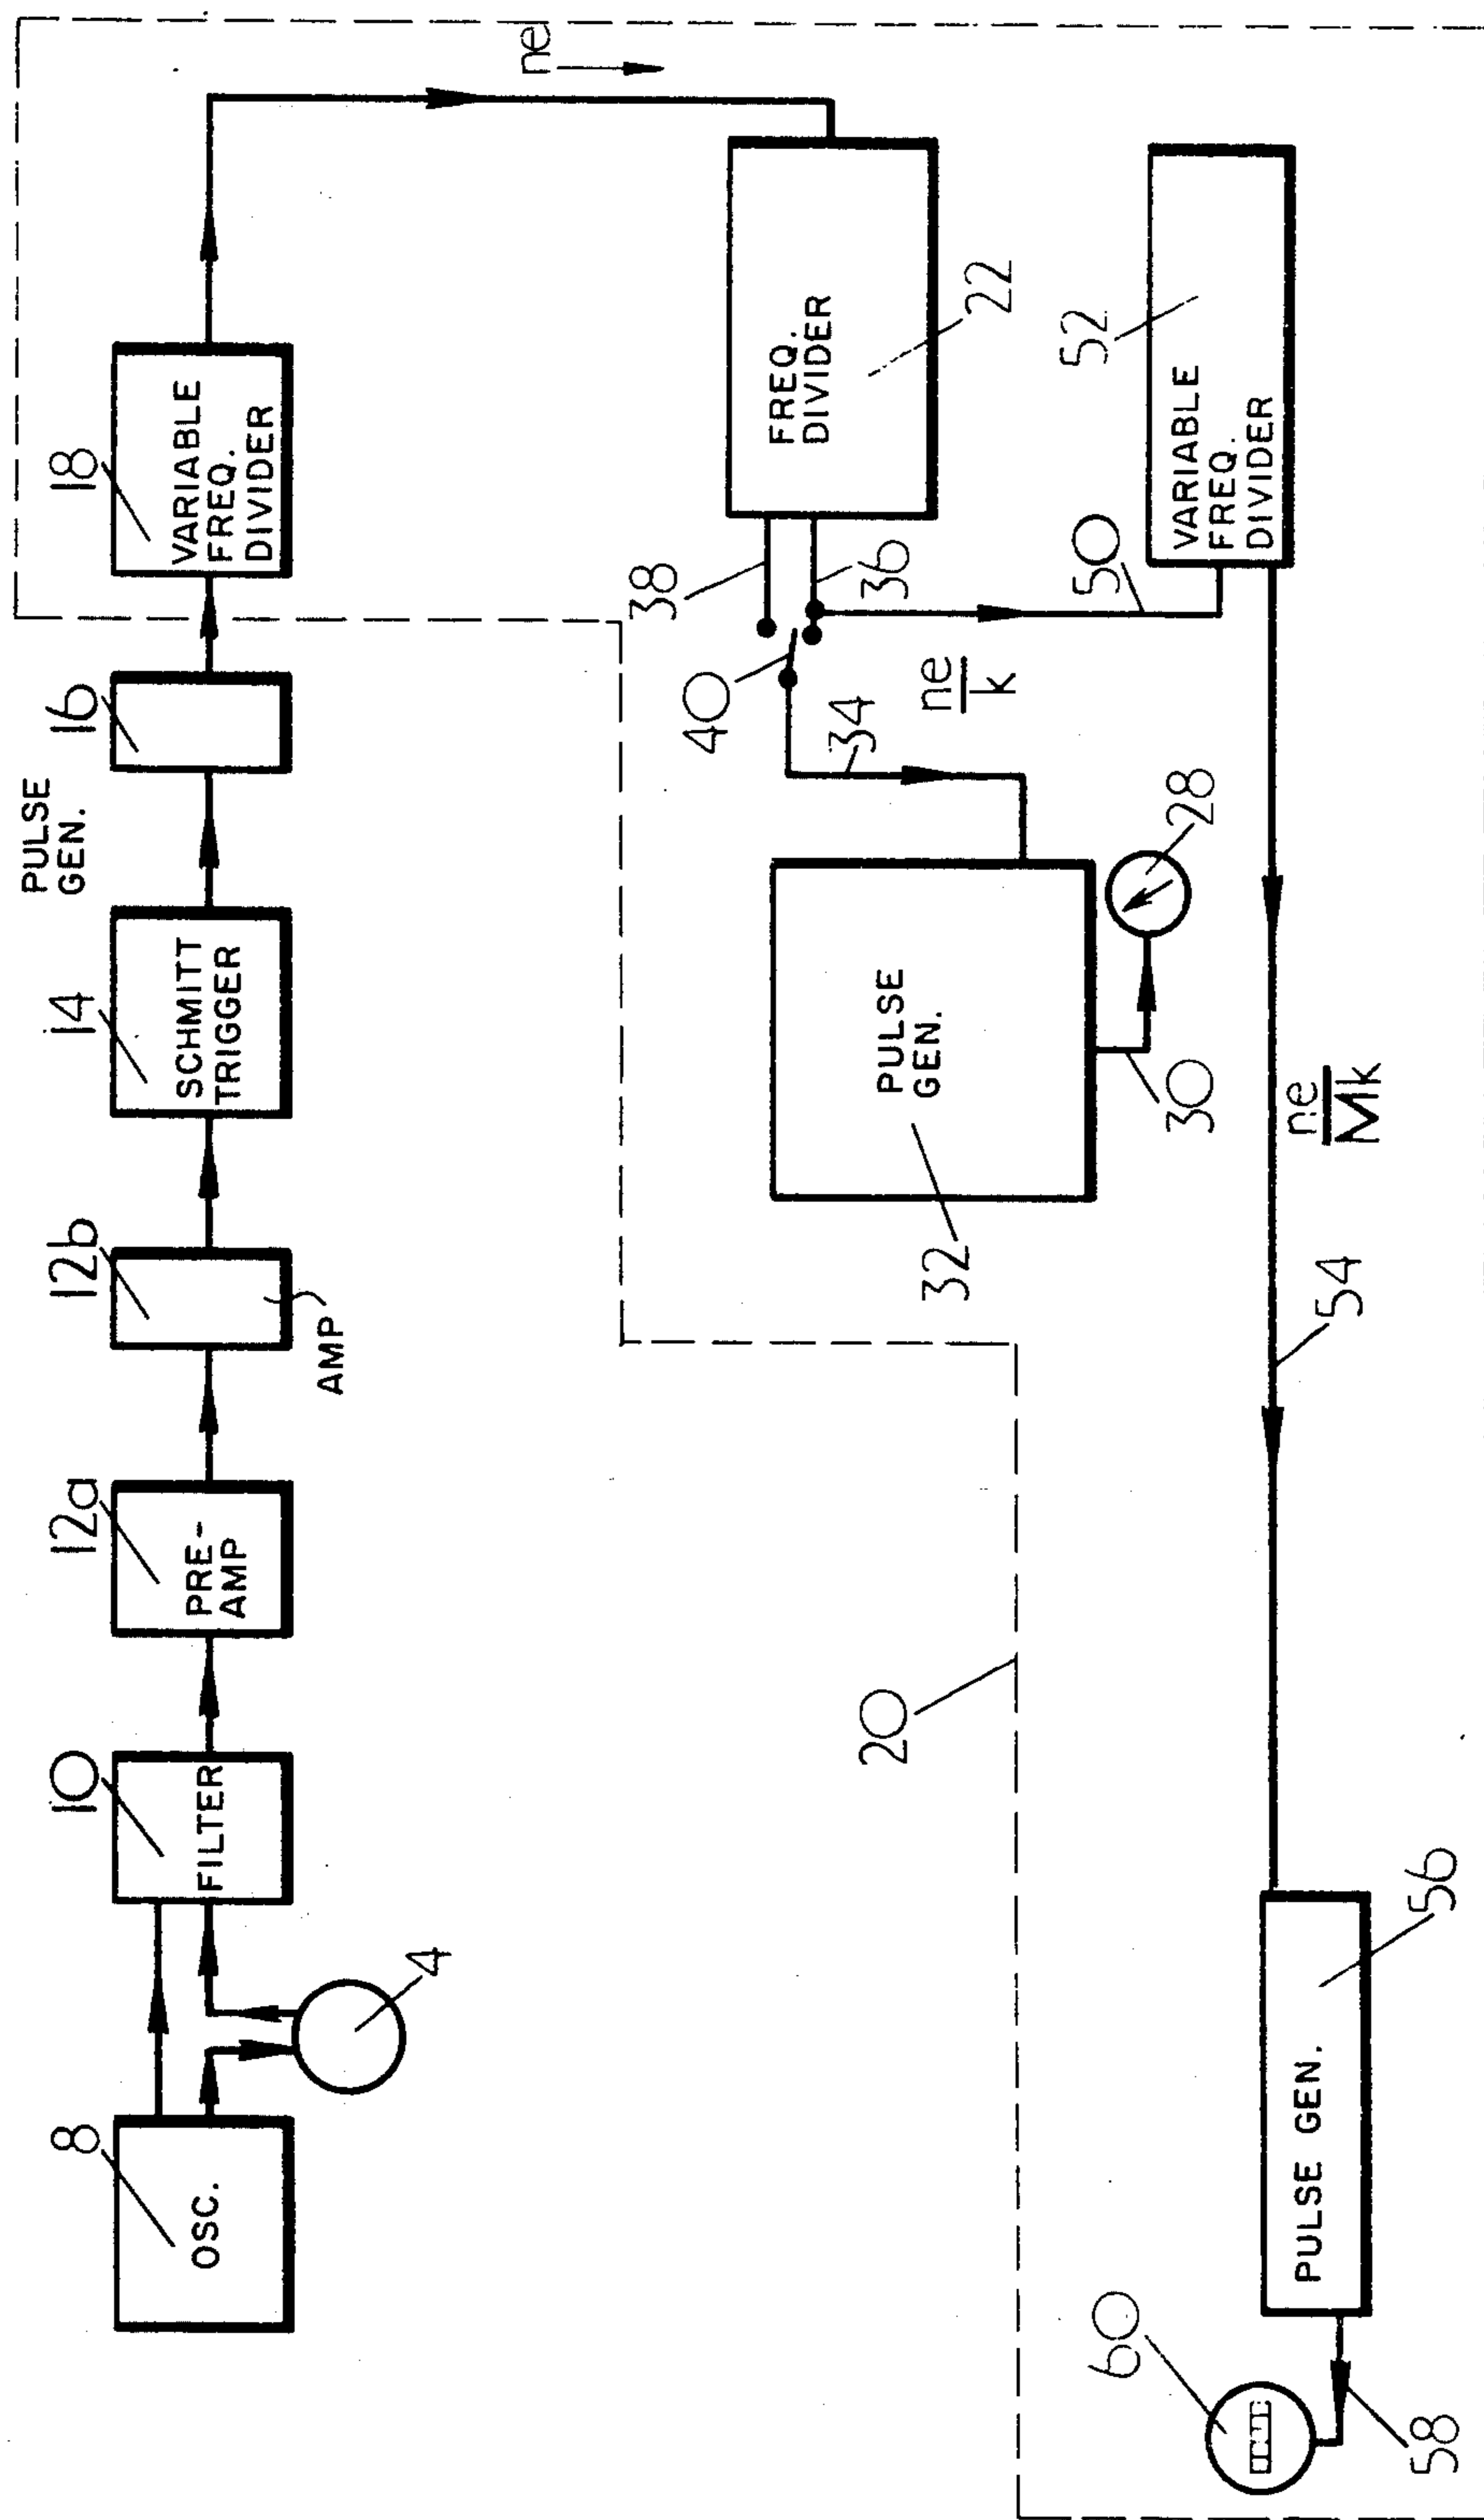 8
OSC.
4
10
FILTER
12a
PRE-
AMP
12b
AMP
14
SCHMITT
TRIGGER
PULSE
GEN.
16
18
VARIABLE
FREQ.
DIVIDER
ne
FREQ.
DIVIDER
22
38
36
40
34
ne
k
50
52
VARIABLE
FREQ.
DIVIDER
PULSE
GEN.
32
30
28
20
ne
Mk
54
PULSE GEN.
56
58
60